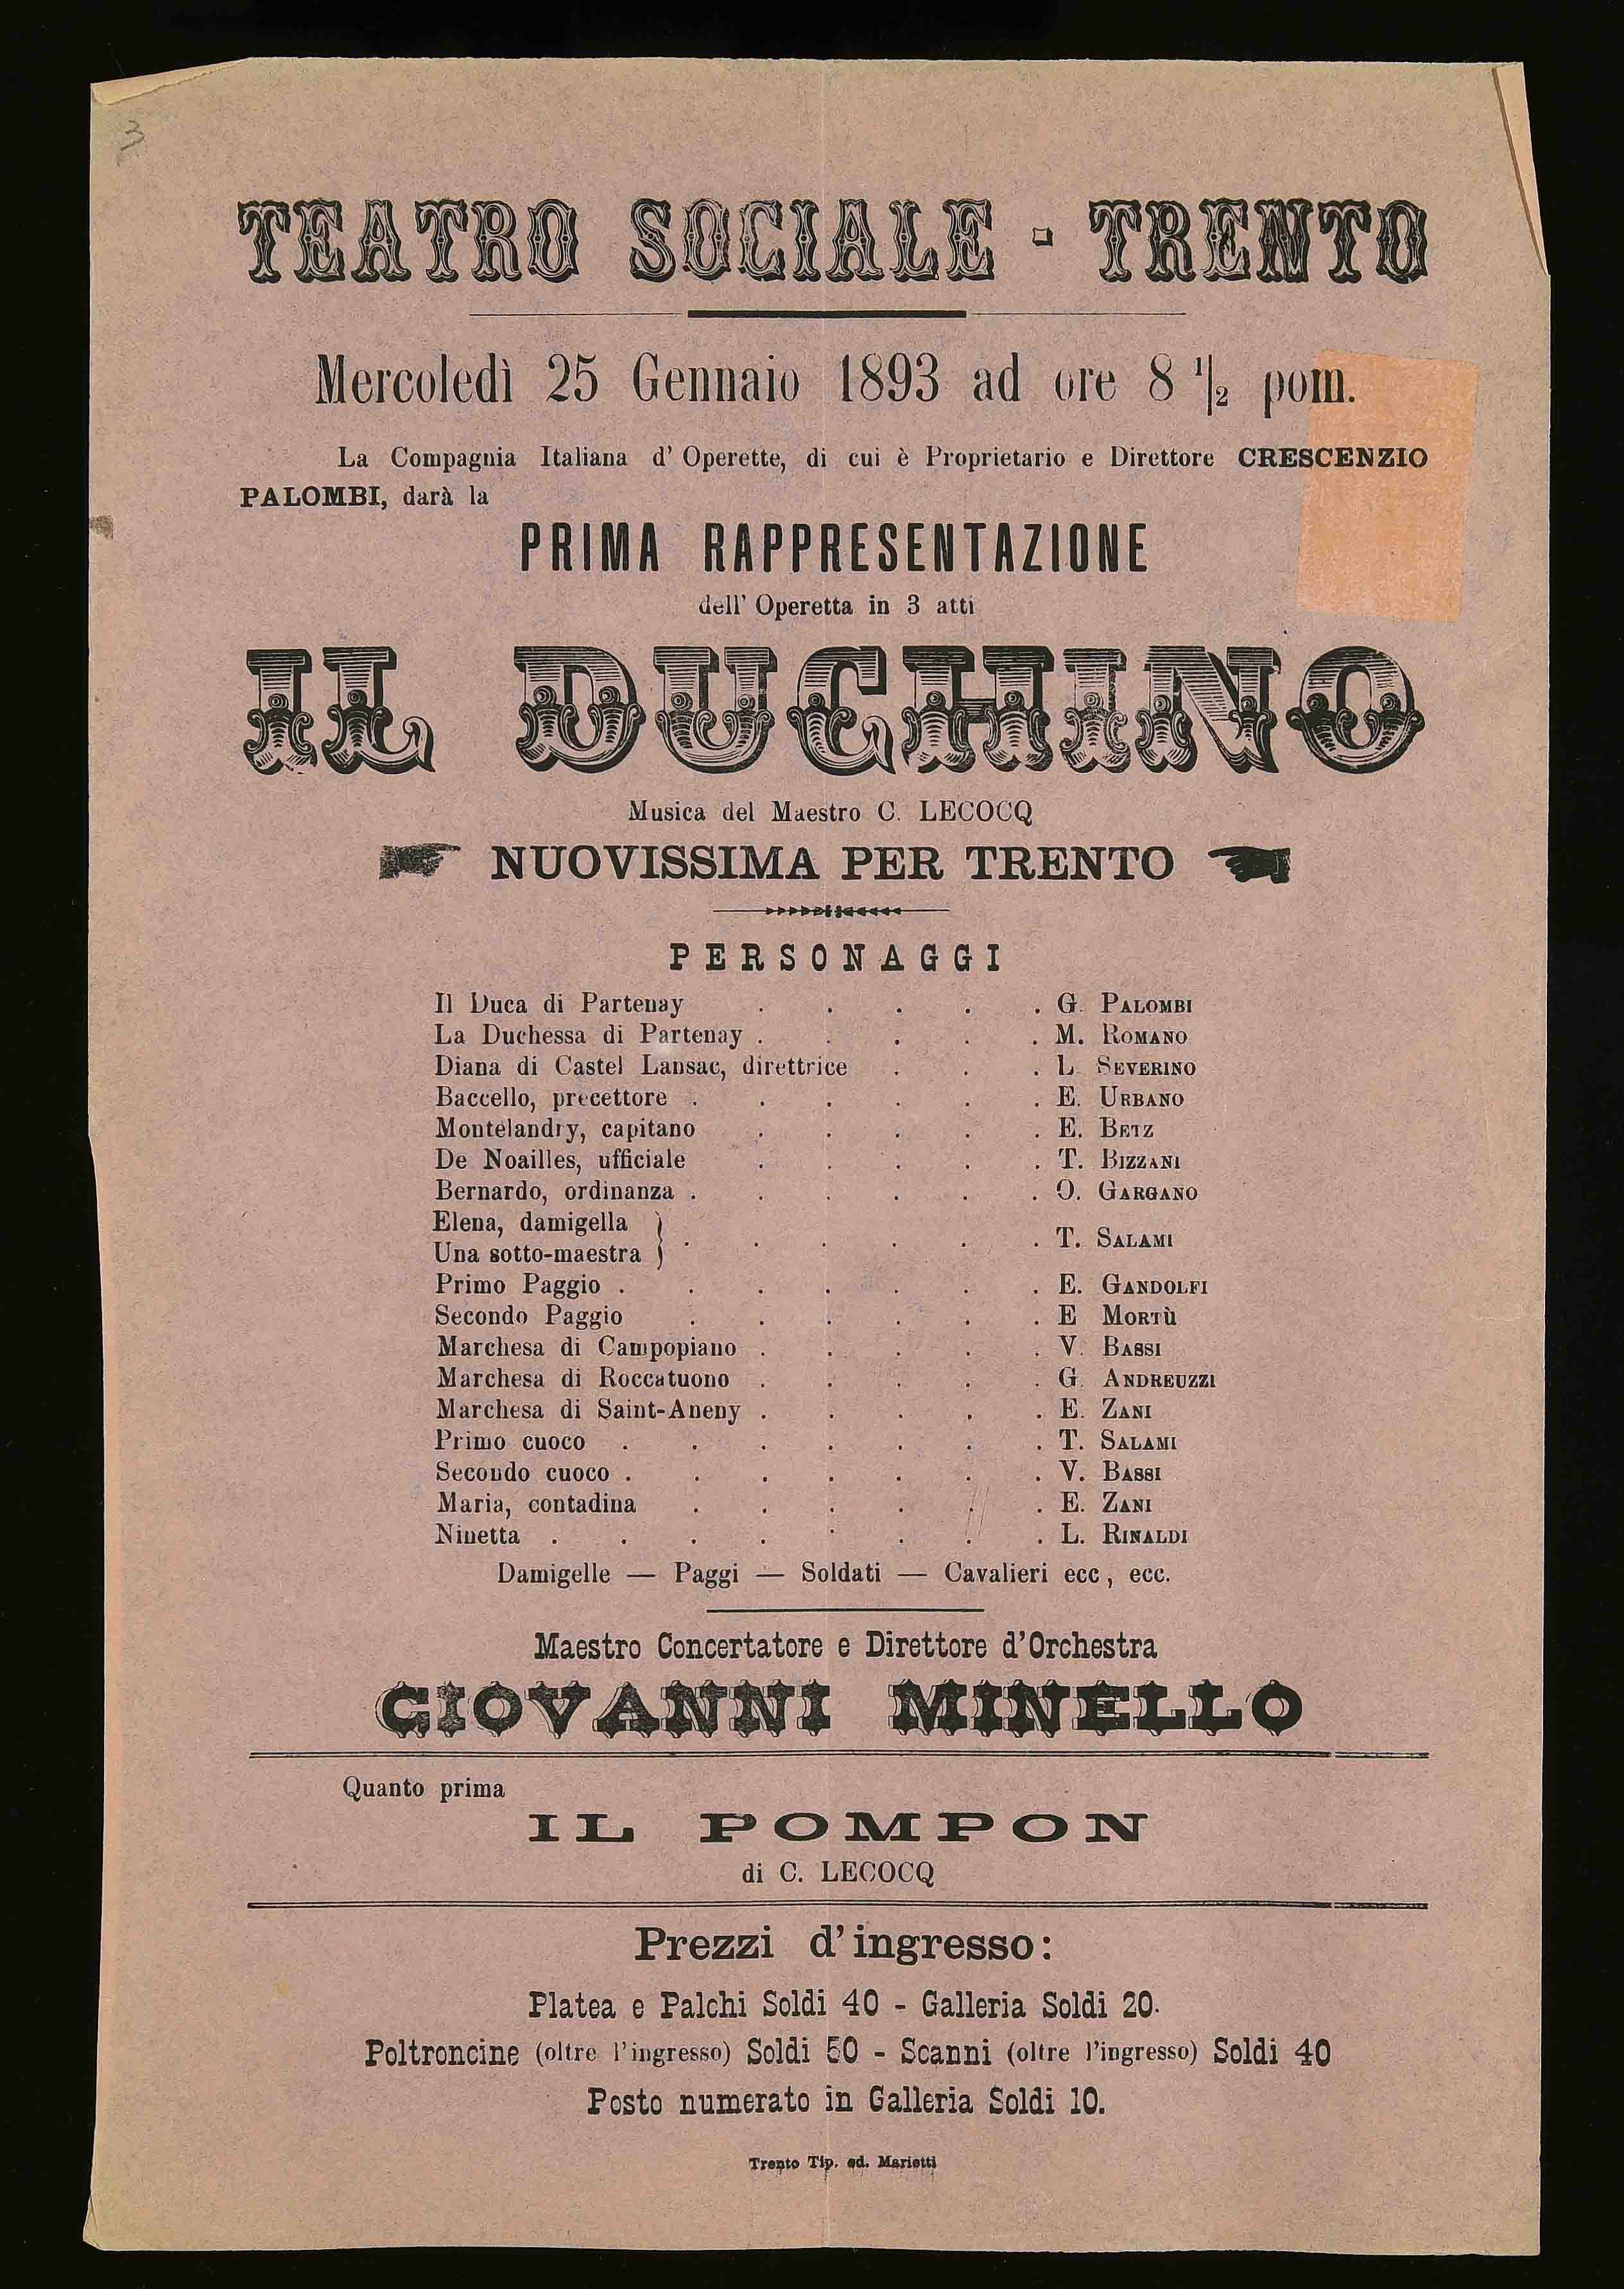 3
TEATRO SOCIALE - TRENTO
Mercoledì 25 Gennaio 1893 ad ore 8 1/2 pom.
La Compagnia Italiana d' Operette, di cui è Proprietario e Direttore CRESCENZIO
PALOMBI, darà la
PRIMA RAPPRESENTAZIONE
dell' Operetta in 3 atti
IL DUCHINO
Musica del Maestro C. LECOCQ
NUOVISSIMA PER TRENTO
PERSONAGGI
Il Duca di Partenay . . . . . G. PALOMBI
La Duchessa di Partenay . . . . . M. ROMANO
Diana di Castel Lansac, direttrice . . . L. SEVERINO
Baccello, precettore . . . . . . E. URBANO
Montelandry, capitano . . . . . E. BETZ
De Noailles, ufficiale . . . . . T. BIZZANI
Bernardo, ordinanza . . . . . . O. GARGANO
Elena, damigella
Una sotto-maestra } . . . . . . T. SALAMI
Primo Paggio . . . . . . . E. GANDOLFI
Secondo Paggio . . . . . . E MORTÙ
Marchesa di Campopiano . . . . . V. BASSI
Marchesa di Roccatuono . . . . . G. ANDREUZZI
Marchesa di Saint-Aneny . . . . . E. ZANI
Primo cuoco . . . . . . . T. SALAMI
Secondo cuoco . . . . . . . V. BASSI
Maria, contadina . . . . . . E. ZANI
Ninetta . . . . . . . . L. RINALDI
Damigelle — Paggi — Soldati — Cavalieri ecc, ecc.
Maestro Concertatore e Direttore d'Orchestra
GIOVANNI MINELLO
Quanto prima
IL POMPON
di C. LECOCQ
Prezzi d'ingresso:
Platea e Palchi Soldi 40 - Galleria Soldi 20.
Poltroncine (oltre l'ingresso) Soldi 50 - Scanni (oltre l'ingresso) Soldi 40
Posto numerato in Galleria Soldi 10.
Trento Tip. ed. Marietti